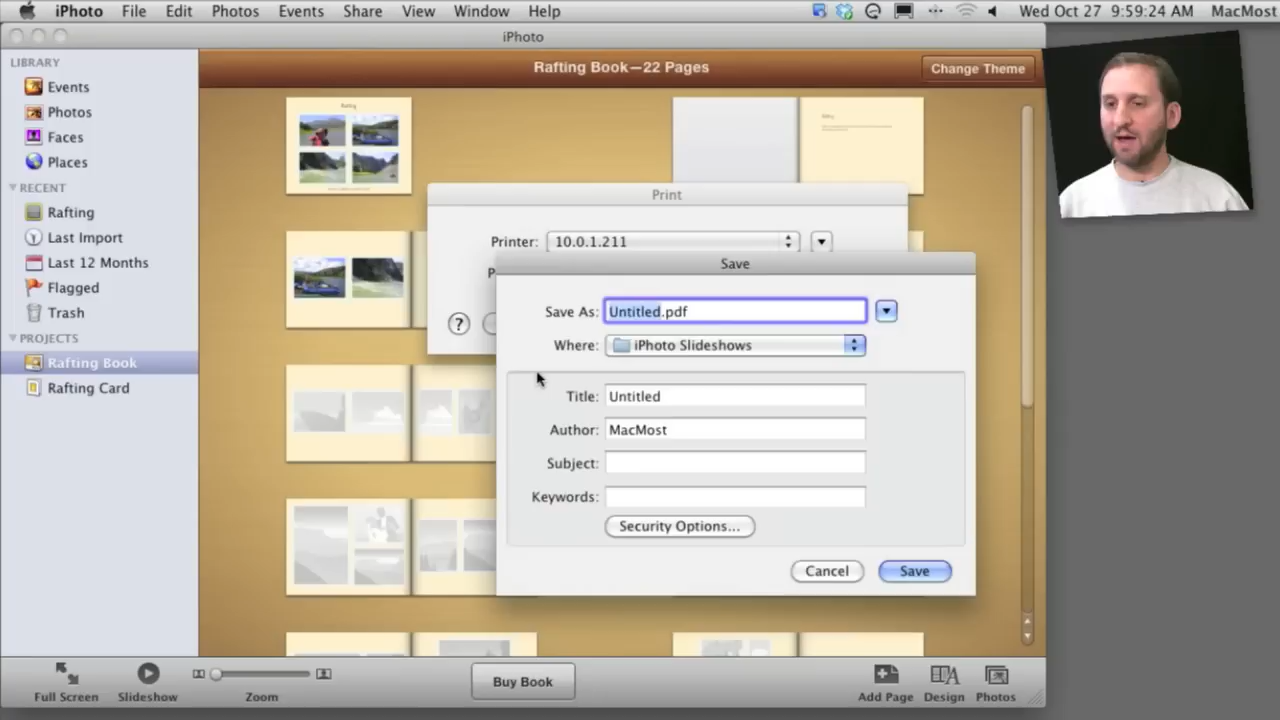 iPhoto File Edit Photos Events Share View Window Help Wed Oct 27 9:59:24 AM MacMost
iPhoto
LIBRARY
Events
Photos
Faces
Places
RECENT
Rafting
Last Import
Last 12 Months
Flagged
Trash
PROJECTS
Rafting Book
Rafting Card
Rafting Book—22 Pages
Change Theme
Rafting
Print
Printer: 10.0.1.211
P
?
Save
Save As: Untitled.pdf
Where: iPhoto Slideshows
Title: Untitled
Author: MacMost
Subject:
Keywords:
Security Options...
Cancel Save
Full Screen Slideshow Zoom Buy Book Add Page Design Photos